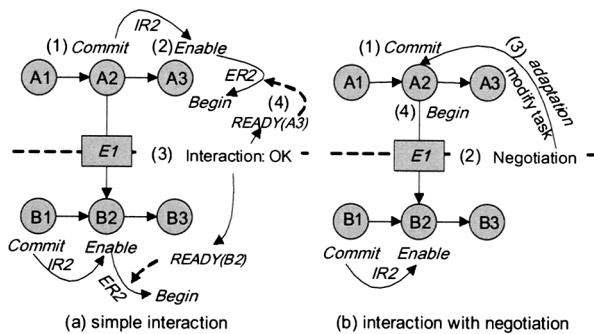 (1) Commit IR2 (2) Enable
A1 A2 A3 ER2
Begin (4)
READY(A3)
E1 (3) Interaction: OK
B1 B2 B3
Commit IR2 Enable READY(B2)
ER2 Begin
(a) simple interaction
(1) Commit (3) adaptation
A1 A2 A3 modify task
(4) Begin
E1 (2) Negotiation
B1 B2 B3
Commit IR2 Enable
(b) interaction with negotiation